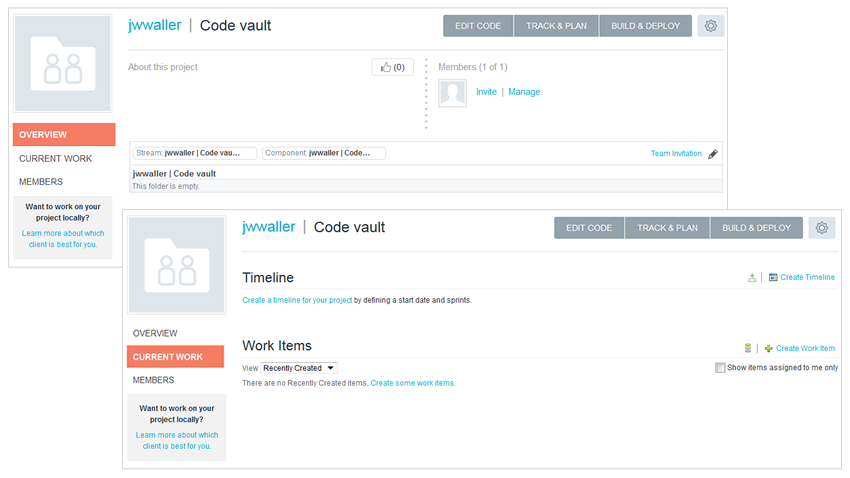 jwwaller | Code vault
EDIT CODE
TRACK & PLAN
BUILD & DEPLOY
About this project
(0)
Members (1 of 1)
Invite | Manage
OVERVIEW
CURRENT WORK
MEMBERS
Want to work on your
project locally?
Learn more about which
client is best for you.
Stream: jwwaller | Code vau...
Component: jwwaller | Code...
Team Invitation
jwwaller | Code vault
This folder is empty.
jwwaller | Code vault
EDIT CODE
TRACK & PLAN
BUILD & DEPLOY
OVERVIEW
CURRENT WORK
MEMBERS
Want to work on your
project locally?
Learn more about which
client is best for you.
Timeline
Create Timeline
Create a timeline for your project by defining a start date and sprints.
Work Items
Create Work Item
View Recently Created
Show items assigned to me only
There are no Recently Created items. Create some work items.